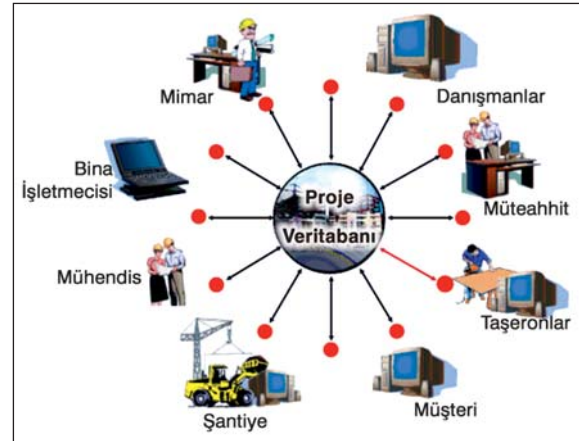 Mimar
Danışmanlar
Bina
İşletmecisi
Proje
Veritabanı
Müteahhit
Mühendis
Taşeronlar
Şantiye
Müşteri